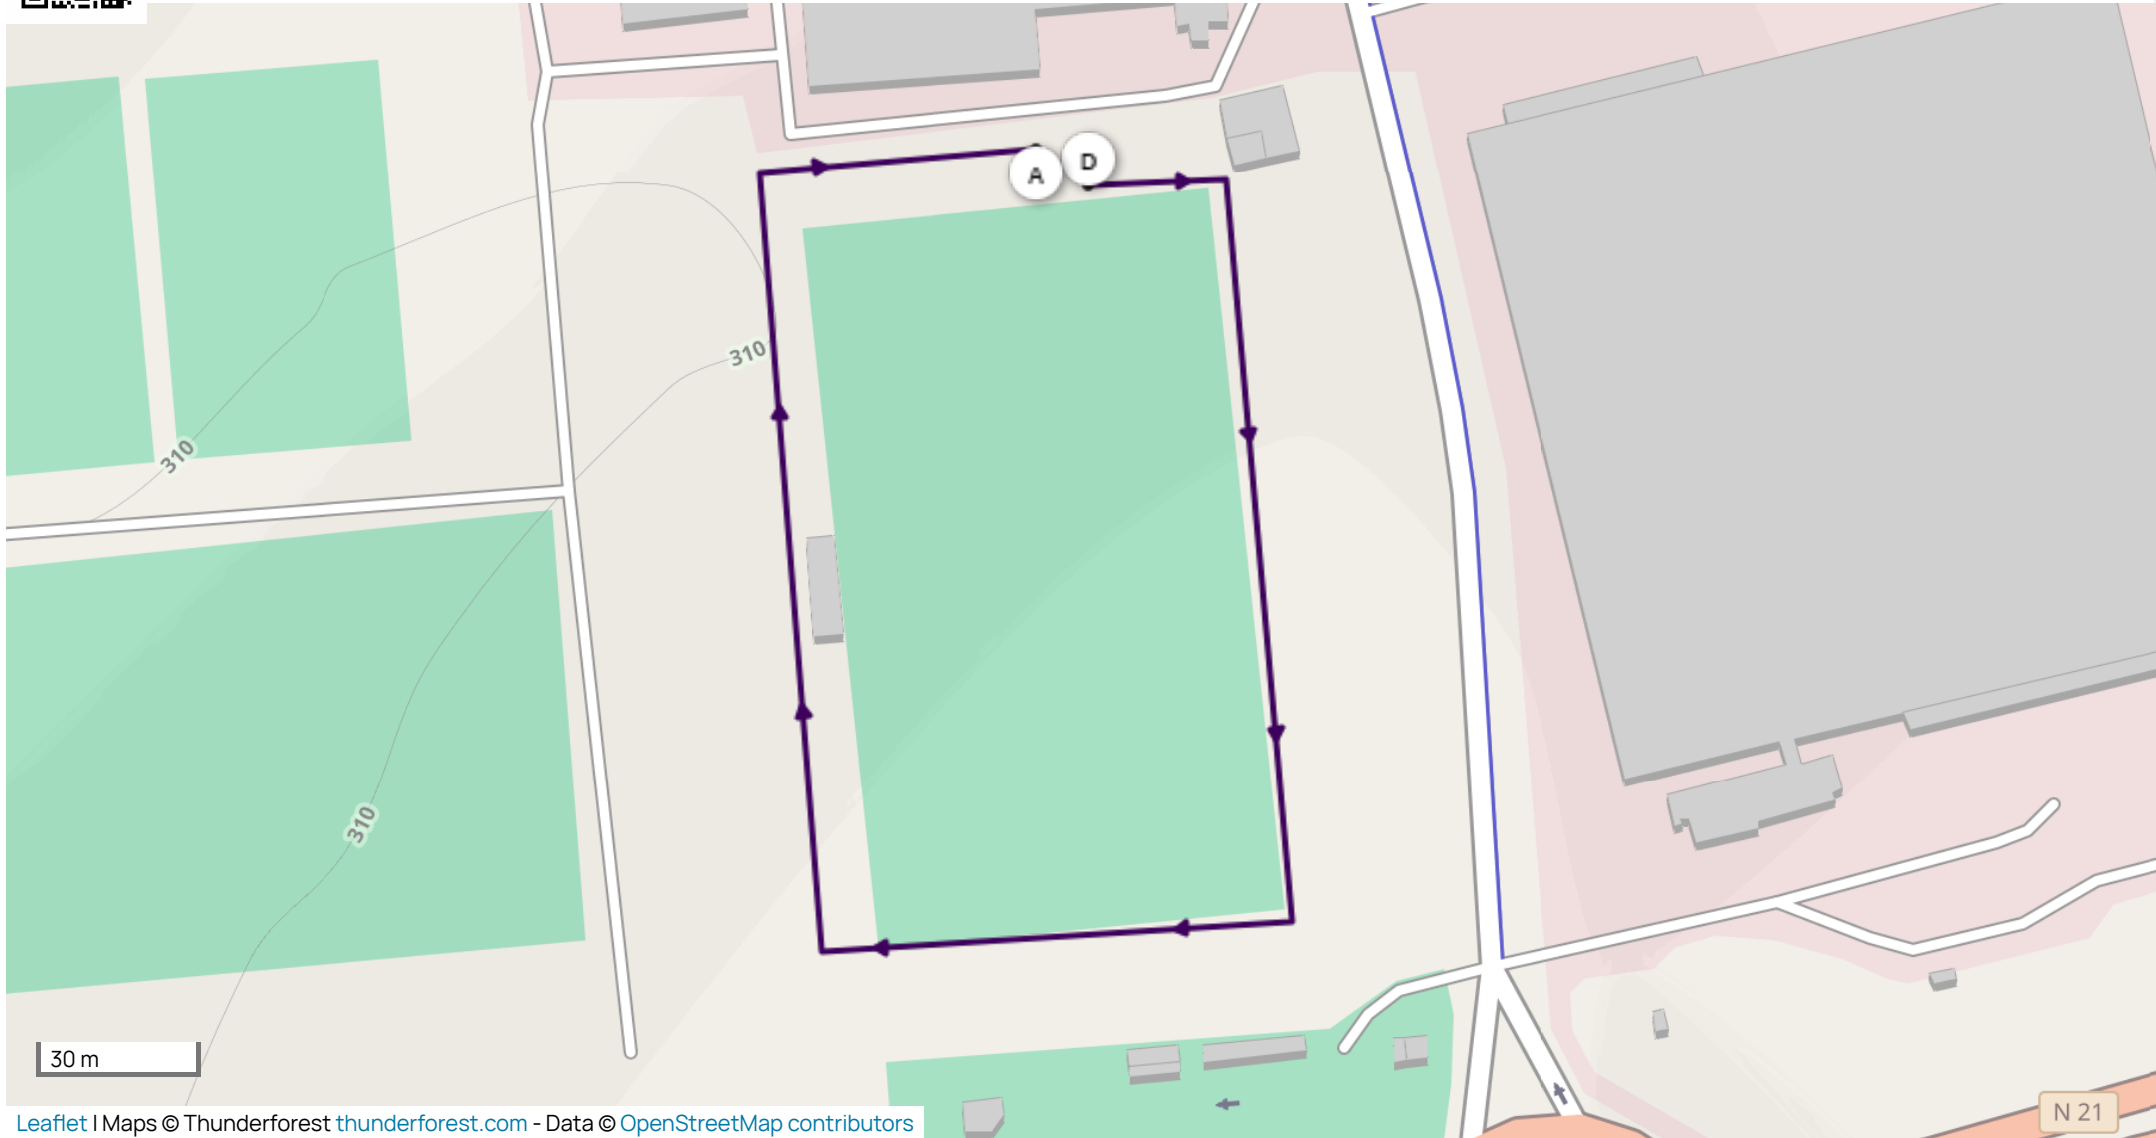 A
D
310
310
310
30 m
N 21
Leaflet | Maps © Thunderforest thunderforest.com - Data © OpenStreetMap contributors